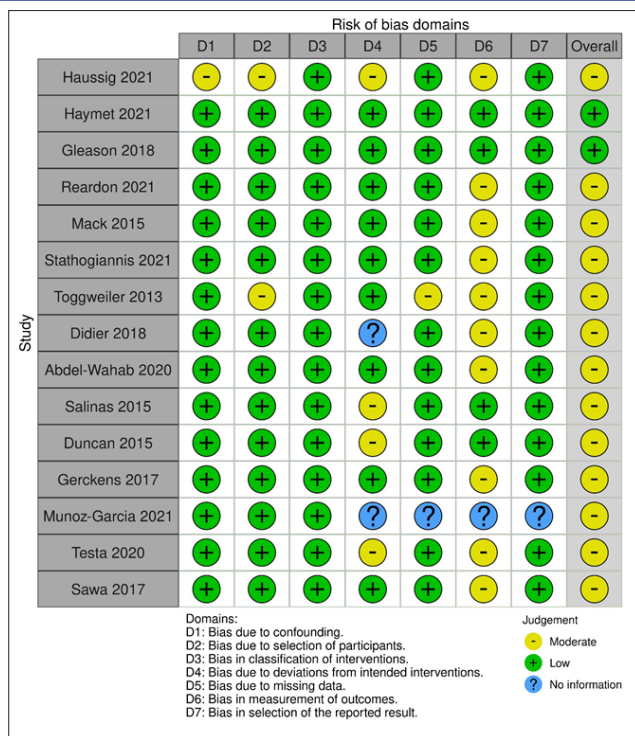 Risk of bias domains
D1 D2 D3 D4 D5 D6 D7 Overall
Study
Haussig 2021 - - + - + - + -
Haymet 2021 + + + + + + + +
Gleason 2018 + + + + + + + +
Reardon 2021 + + + + + - + -
Mack 2015 + + + + + - + -
Stathogiannis 2021 + + + + + - + -
Toggweiler 2013 + - + + - - + -
Didier 2018 + + + ? + - + -
Abdel-Wahab 2020 + + + + + - + -
Salinas 2015 + + + - + + + -
Duncan 2015 + + + - + + + -
Gerckens 2017 + + + + + - + -
Munoz-Garcia 2021 + + + ? ? ? ? -
Testa 2020 + + + - + - + -
Sawa 2017 + + + + + - + -
Domains:
D1: Bias due to confounding.
D2: Bias due to selection of participants.
D3: Bias in classification of interventions.
D4: Bias due to deviations from intended interventions.
D5: Bias due to missing data.
D6: Bias in measurement of outcomes.
D7: Bias in selection of the reported result.
Judgement
- Moderate
+ Low
? No information